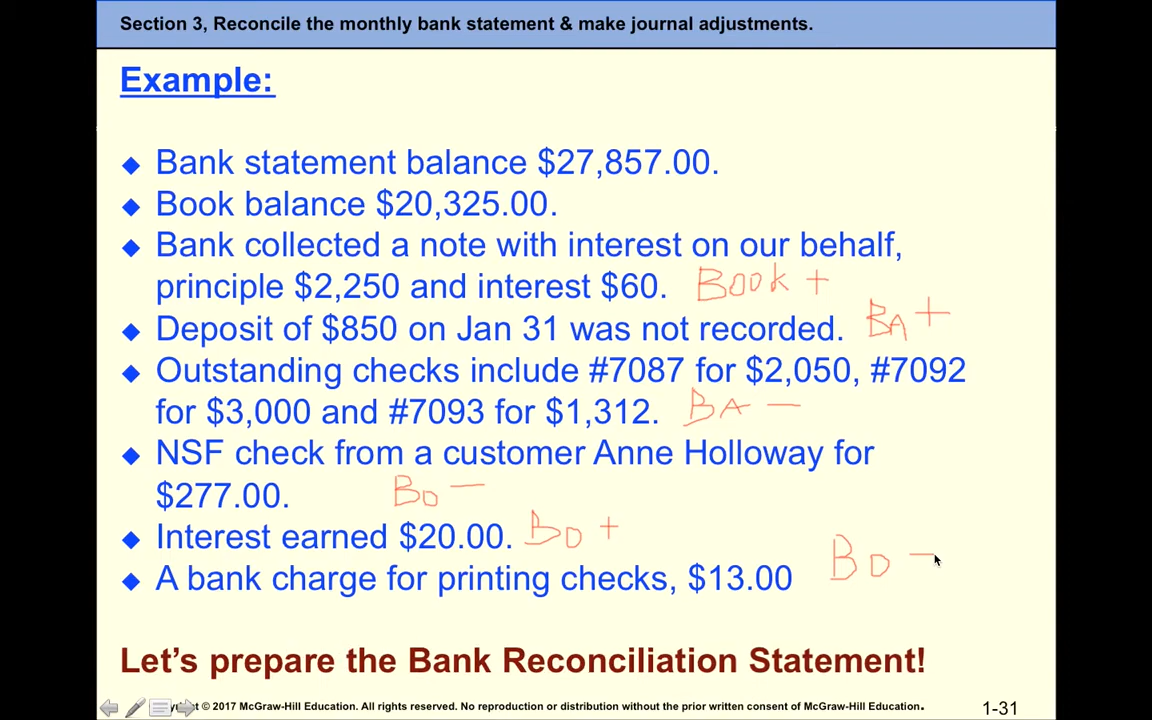 Section 3, Reconcile the monthly bank statement & make journal adjustments.
Example:
Bank statement balance $27,857.00.
Book balance $20,325.00.
Bank collected a note with interest on our behalf,
principle $2,250 and interest $60. Book +
Deposit of $850 on Jan 31 was not recorded. BA +
Outstanding checks include #7087 for $2,050, #7092
for $3,000 and #7093 for $1,312. BA -
NSF check from a customer Anne Holloway for
$277.00. BO -
Interest earned $20.00. BO +
A bank charge for printing checks, $13.00 BO -
Let's prepare the Bank Reconciliation Statement!
© 2017 McGraw-Hill Education. All rights reserved. No reproduction or distribution without the prior written consent of McGraw-Hill Education. 1-31